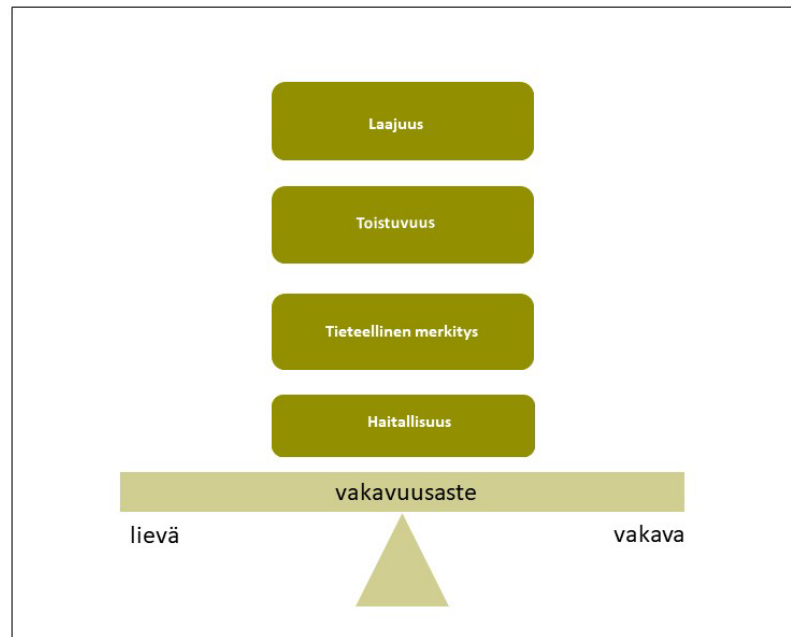 Laajuus
Toistuvuus
Tieteellinen merkitys
Haitallisuus
vakavuusaste
lievä
vakava